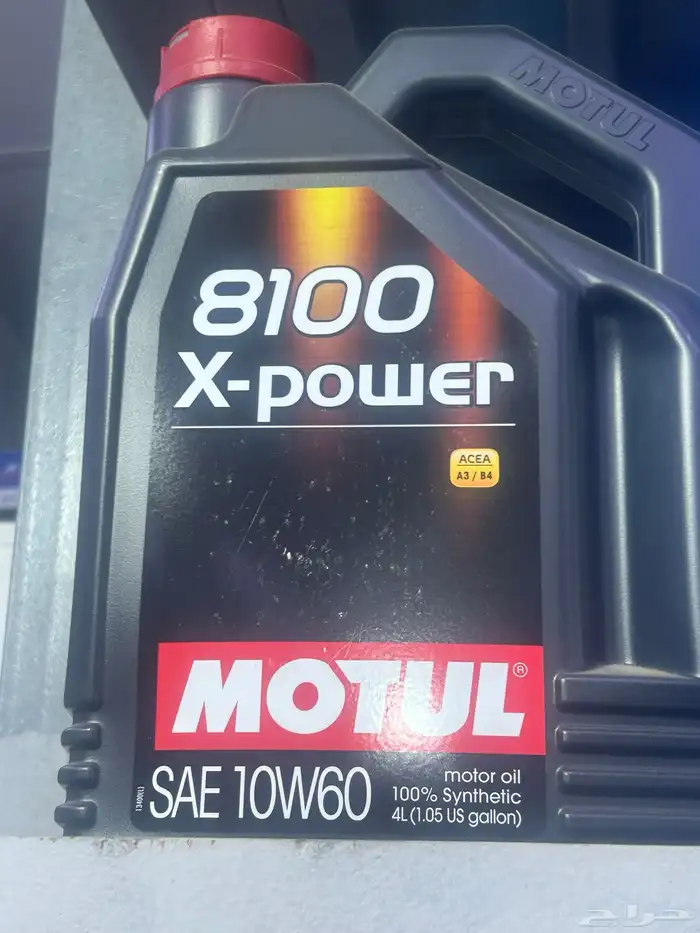 MOTUL
8100
X-power
ACEA
A3 / B4
MOTUL®
SAE 10W60
motor oil
100% Synthetic
4L (1.05 US gallon)
حراج